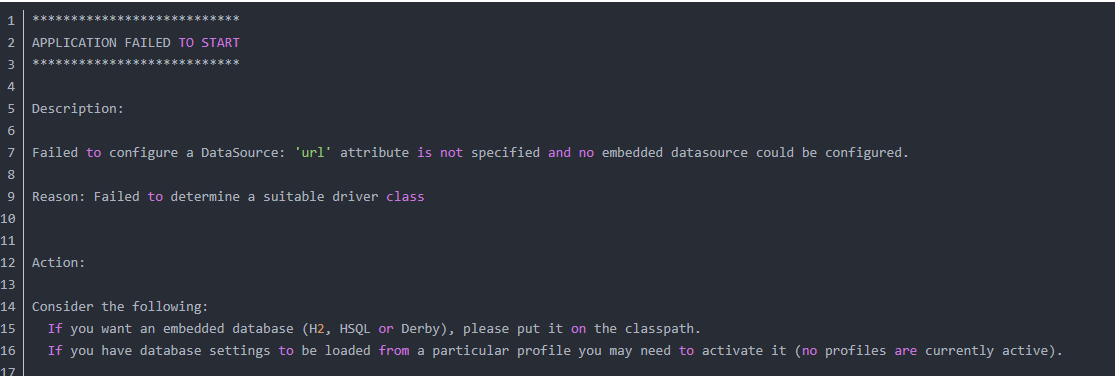 1 ***************************
2 APPLICATION FAILED TO START
3 ***************************
4
5 Description:
6
7 Failed to configure a DataSource: 'url' attribute is not specified and no embedded datasource could be configured.
8
9 Reason: Failed to determine a suitable driver class
10
11
12 Action:
13
14 Consider the following:
15 If you want an embedded database (H2, HSQL or Derby), please put it on the classpath.
16 If you have database settings to be loaded from a particular profile you may need to activate it (no profiles are currently active).
17